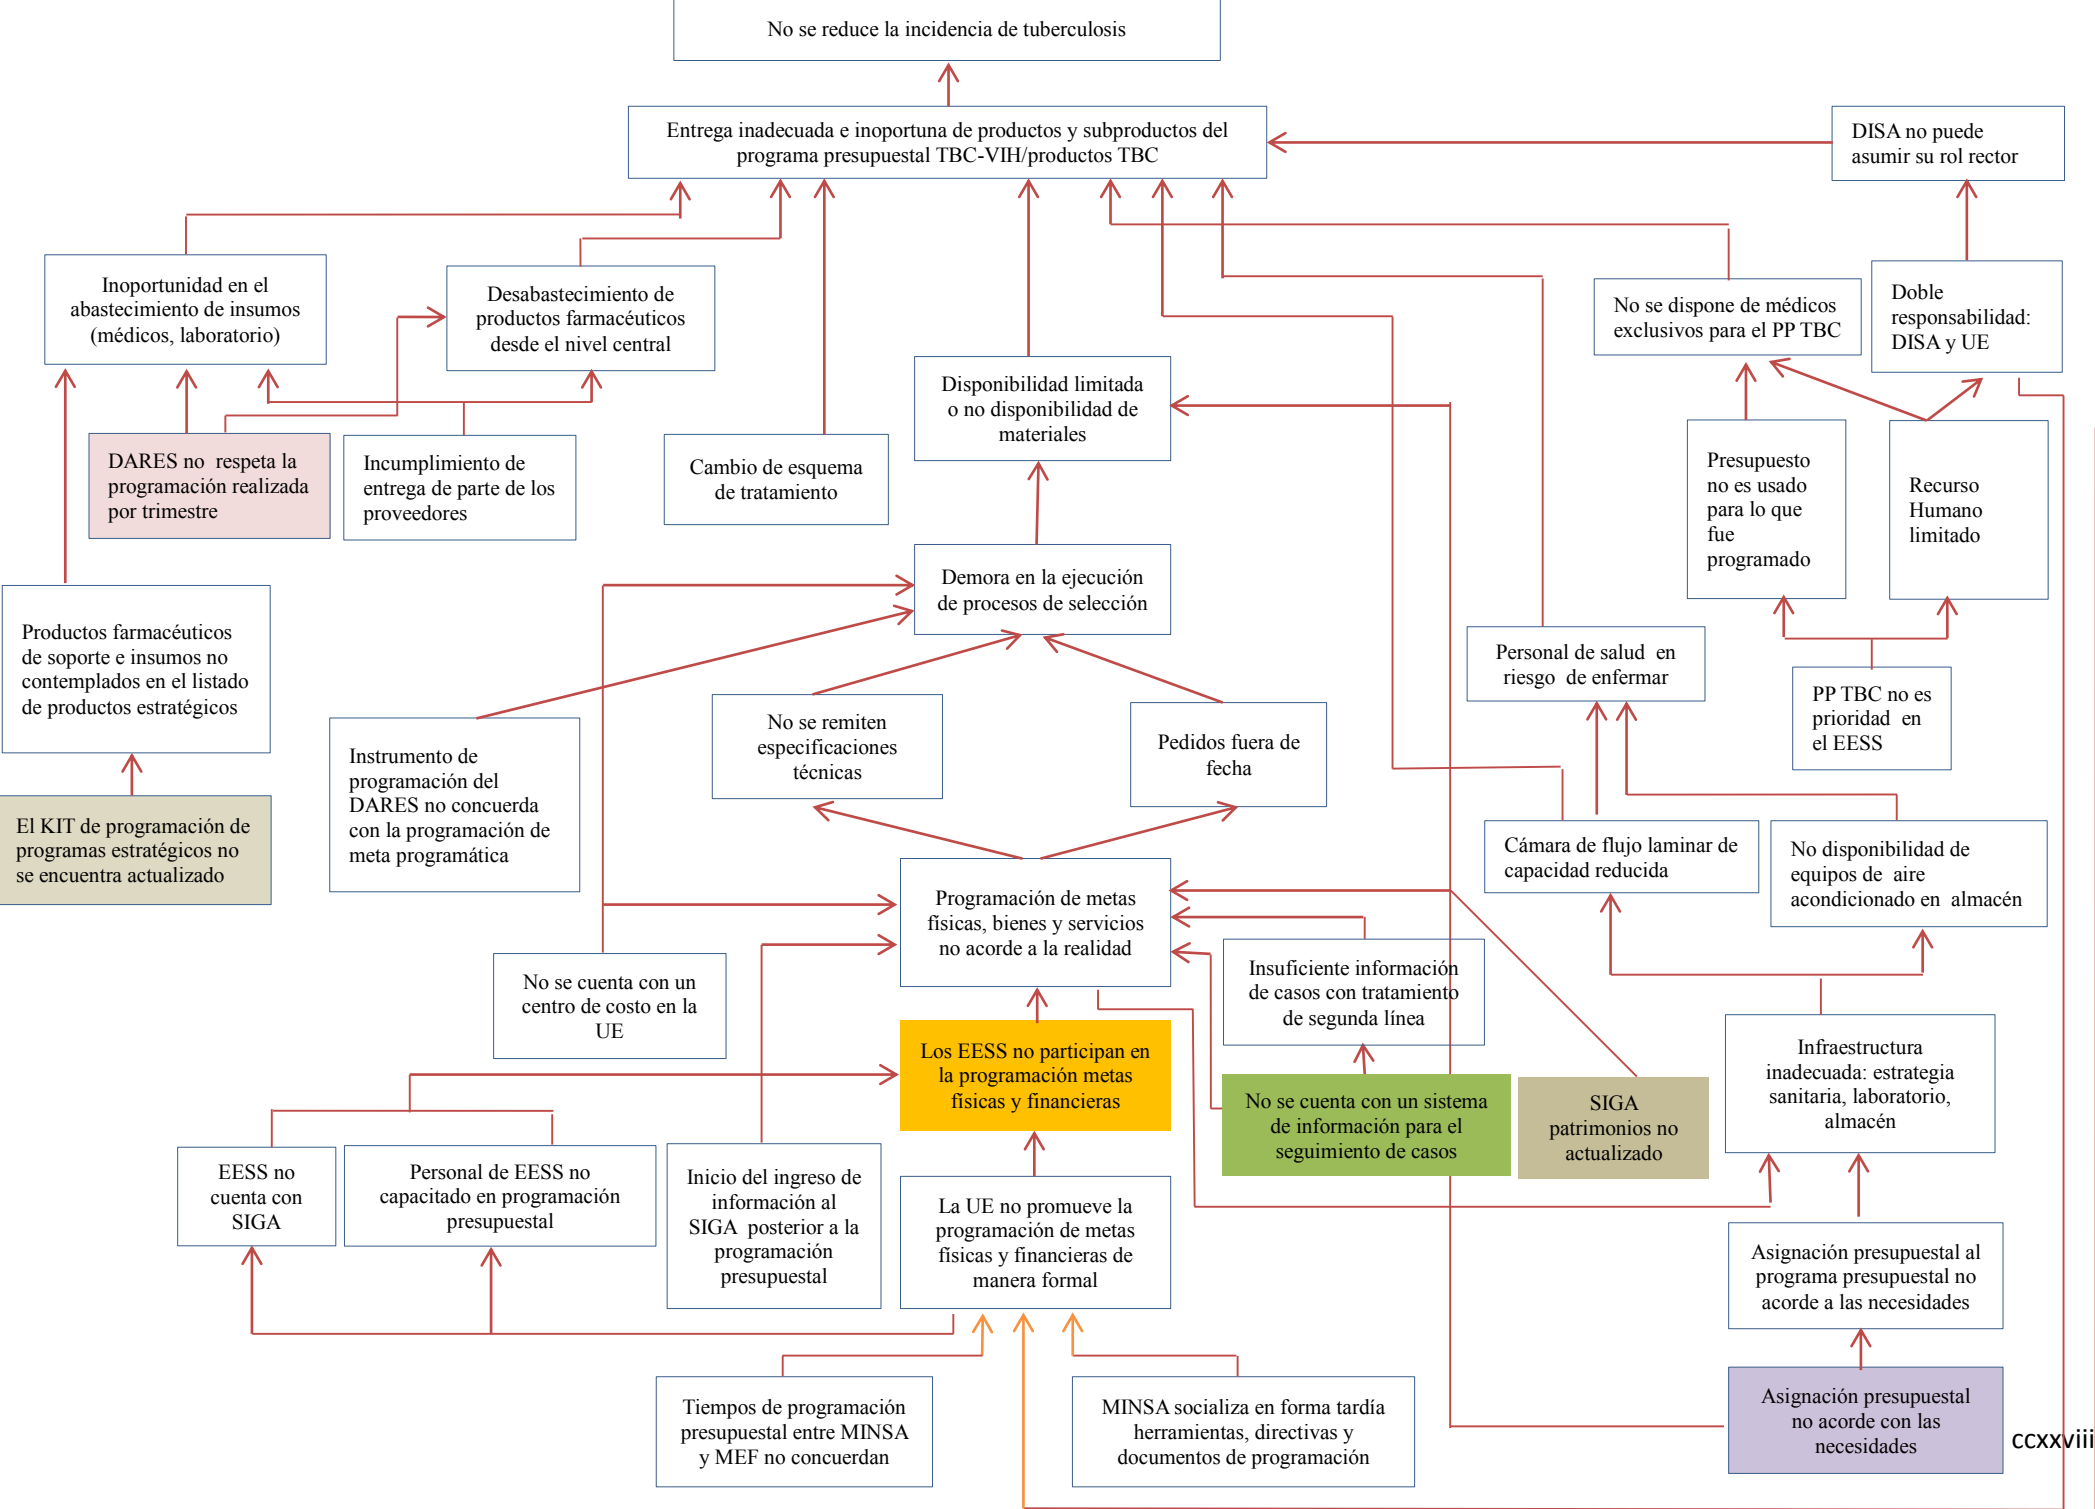 No se reduce la incidencia de tuberculosis
Entrega inadecuada e inoportuna de productos y subproductos del
programa presupuestal TBC-VIH/productos TBC
DISA no puede
asumir su rol rector
Inoportunidad en el
abastecimiento de insumos
(médicos, laboratorio)
Desabastecimiento de
productos farmacéuticos
desde el nivel central
No se dispone de médicos
exclusivos para el PP TBC
Doble
responsabilidad:
DISA y UE
Disponibilidad limitada
o no disponibilidad de
materiales
DARES no respeta la
programación realizada
por trimestre
Incumplimiento de
entrega de parte de los
proveedores
Cambio de esquema
de tratamiento
Presupuesto
no es usado
para lo que
fue
programado
Recurso
Humano
limitado
Demora en la ejecución
de procesos de selección
Productos farmacéuticos
de soporte e insumos no
contemplados en el listado
de productos estratégicos
Personal de salud en
riesgo de enfermar
PP TBC no es
prioridad en
el EESS
Instrumento de
programación del
DARES no concuerda
con la programación de
meta programática
No se remiten
especificaciones
técnicas
Pedidos fuera de
fecha
El KIT de programación de
programas estratégicos no
se encuentra actualizado
Cámara de flujo laminar de
capacidad reducida
No disponibilidad de
equipos de aire
acondicionado en almacén
Programación de metas
físicas, bienes y servicios
no acorde a la realidad
No se cuenta con un
centro de costo en la
UE
Insuficiente información
de casos con tratamiento
de segunda línea
Los EESS no participan en
la programación metas
físicas y financieras
Infraestructura
inadecuada: estrategia
sanitaria, laboratorio,
almacén
No se cuenta con un sistema
de información para el
seguimiento de casos
SIGA
patrimonios no
actualizado
EESS no
cuenta con
SIGA
Personal de EESS no
capacitado en programación
presupuestal
Inicio del ingreso de
información al
SIGA posterior a la
programación
presupuestal
La UE no promueve la
programación de metas
físicas y financieras de
manera formal
Asignación presupuestal al
programa presupuestal no
acorde a las necesidades
Tiempos de programación
presupuestal entre MINSA
y MEF no concuerdan
MINSA socializa en forma tardía
herramientas, directivas y
documentos de programación
Asignación presupuestal
no acorde con las
necesidades
ccxxviii